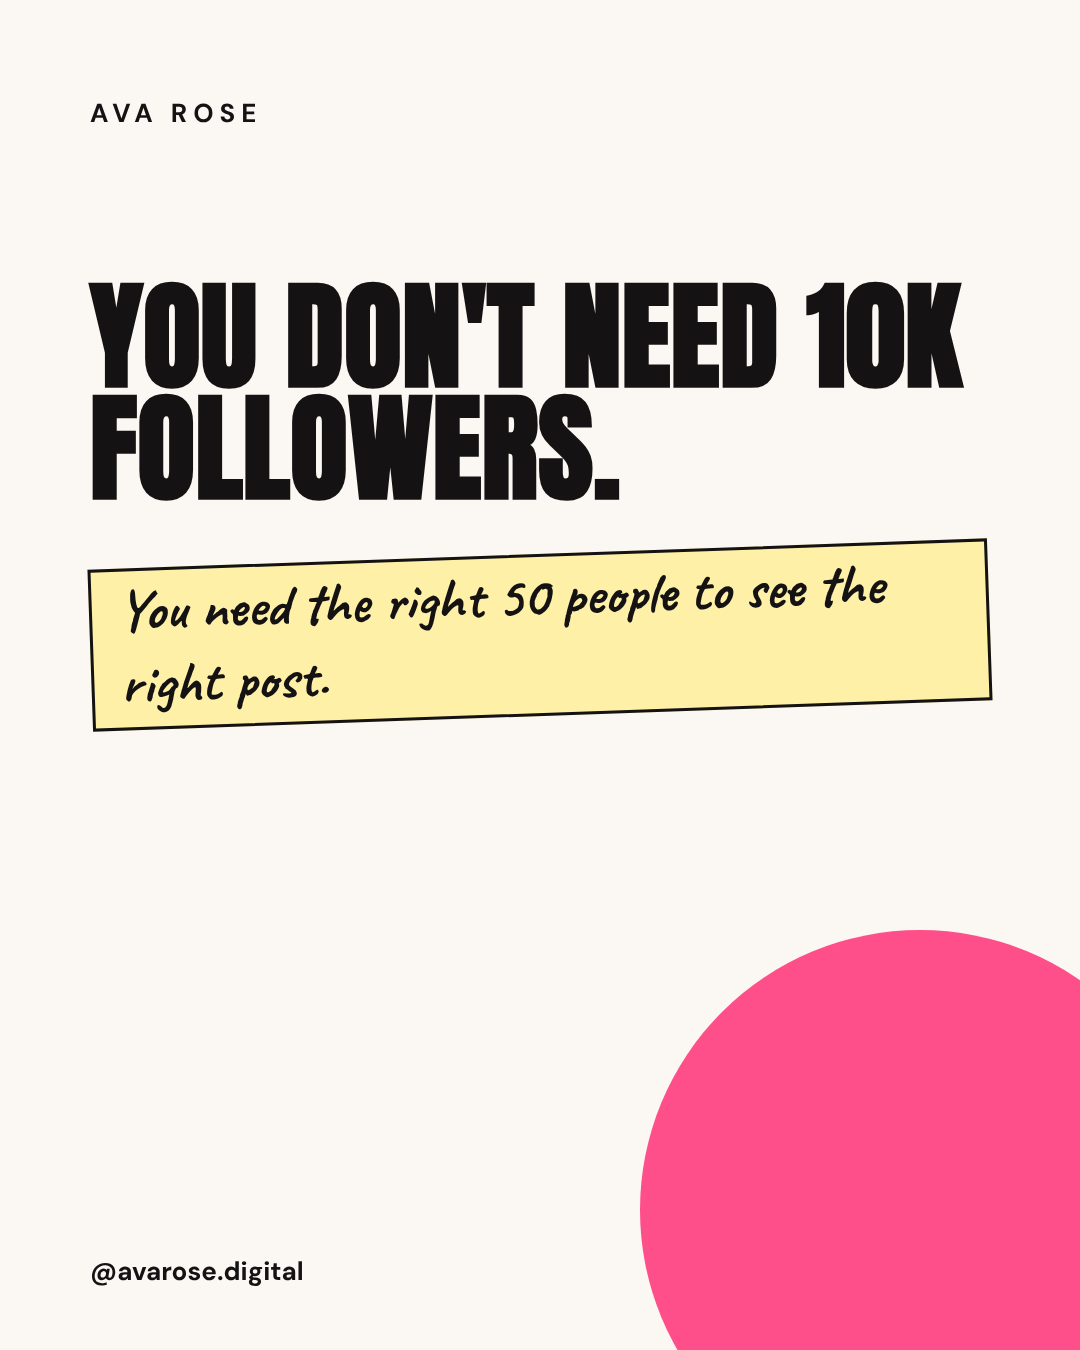 AVA ROSE
YOU DON'T NEED 10K
FOLLOWERS.
You need the right 50 people to see the
right post.
@avarose.digital